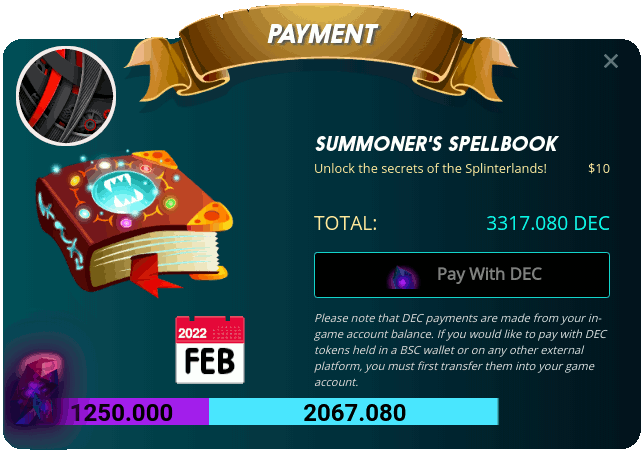 PAYMENT
SUMMONER'S SPELLBOOK
Unlock the secrets of the Splinterlands! $10
TOTAL: 3317.080 DEC
Pay With DEC
Please note that DEC payments are made from your in-
game account balance. If you would like to pay with DEC
tokens held in a BSC wallet or on any other external
platform, you must first transfer them into your game
account.
2022
FEB
1250.000 2067.080